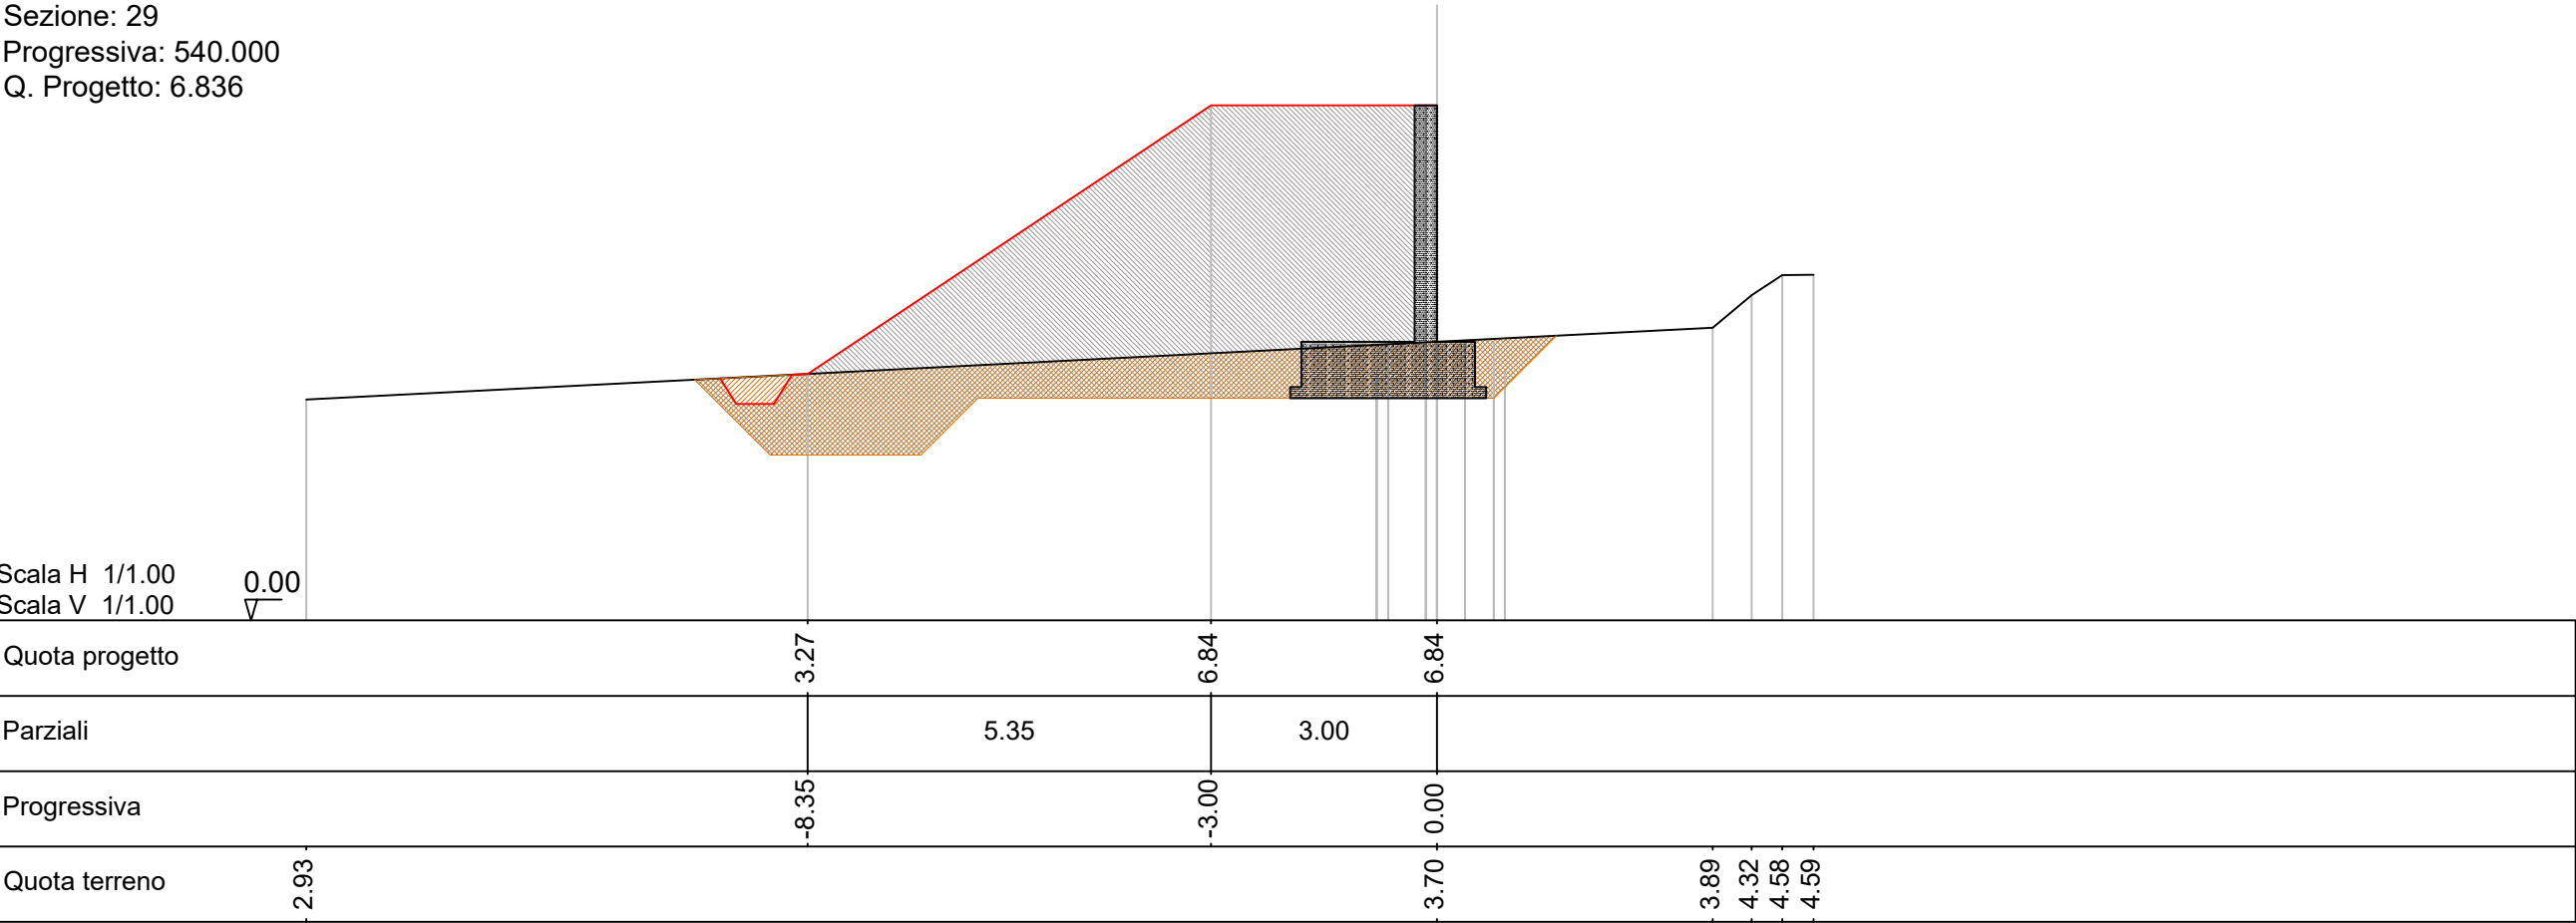 Sezione: 29
Progressiva: 540.000
Q. Progetto: 6.836
Scala H 1/1.00
Scala V 1/1.00
0.00
Quota progetto 3.27 6.84 6.84
Parziali 5.35 3.00
Progressiva -8.35 -3.00 0.00
Quota terreno 2.93 3.70 3.89 4.32 4.58 4.59